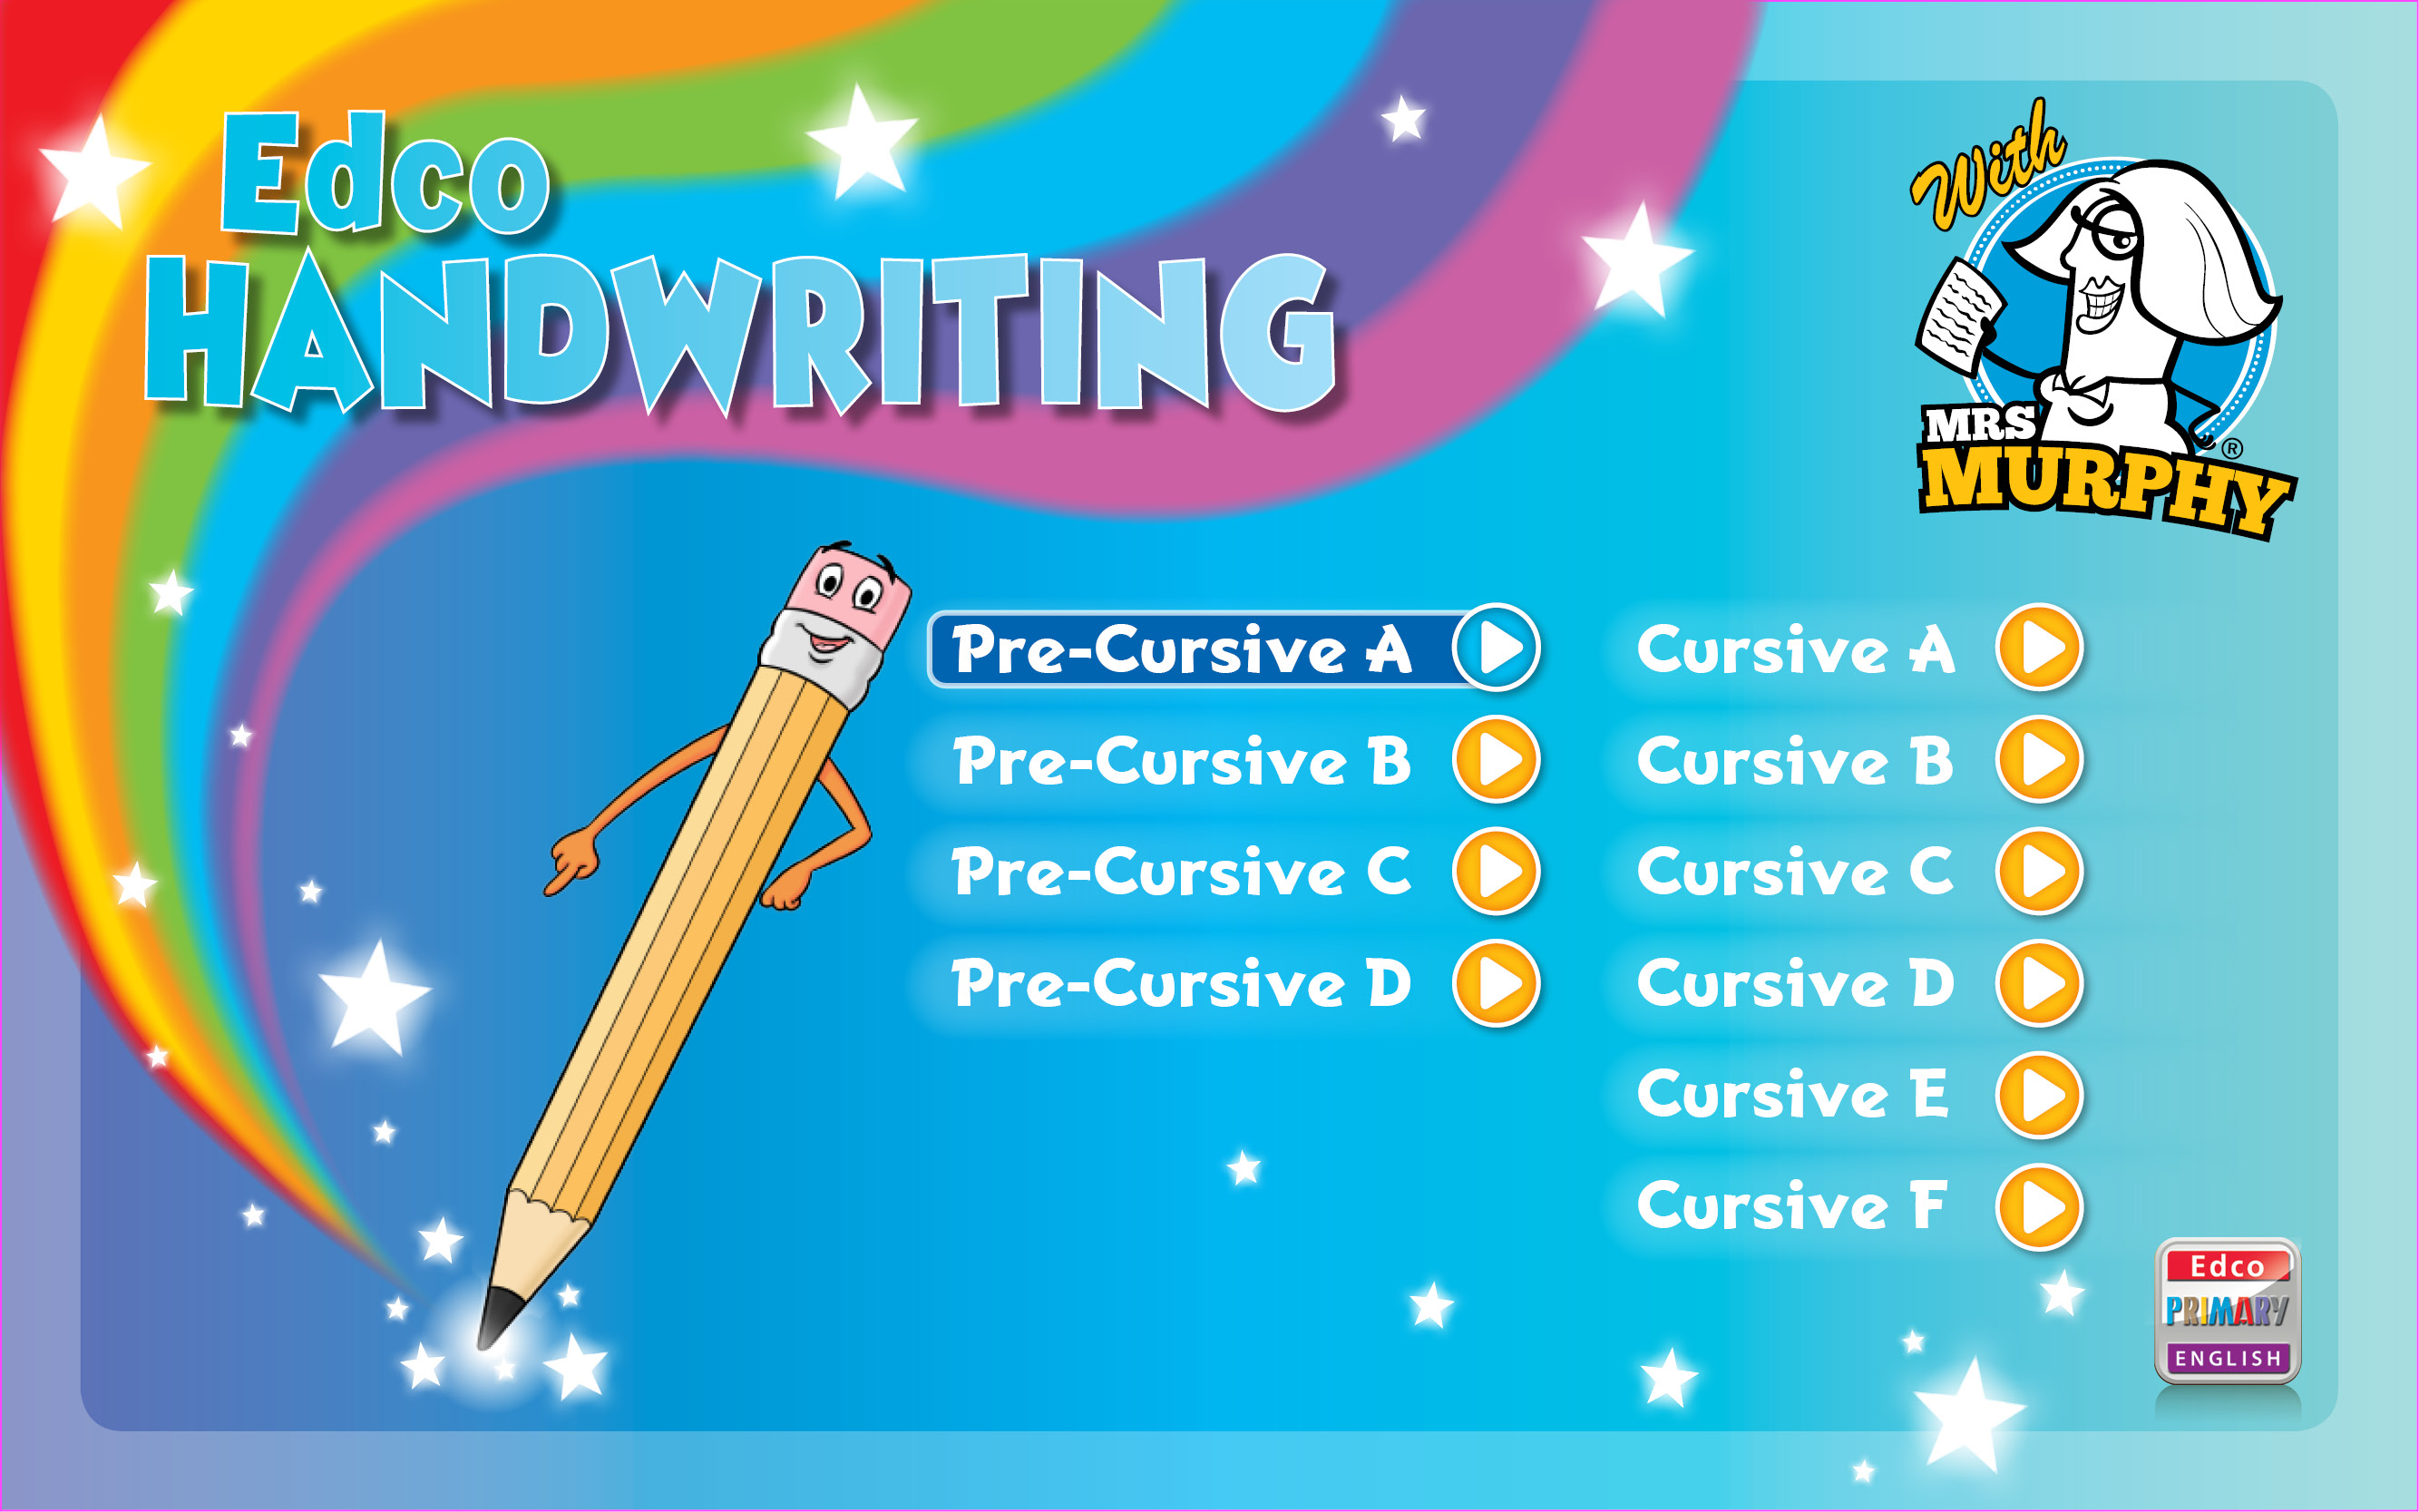 Edco
HANDWRITING
With
MRS
MURPHY®
Pre-Cursive A
Pre-Cursive B
Pre-Cursive C
Pre-Cursive D
Cursive A
Cursive B
Cursive C
Cursive D
Cursive E
Cursive F
Edco
PRIMARY
ENGLISH